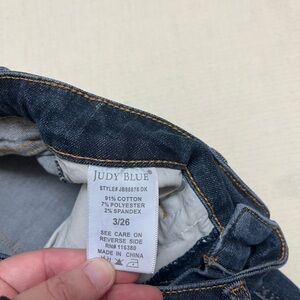 JUDY BLUE®
STYLE# JB88876 DK
91% COTTON
7% POLYESTER
2% SPANDEX
3/26
SEE CARE ON
REVERSE SIDE
RN# 116380
MADE IN CHINA